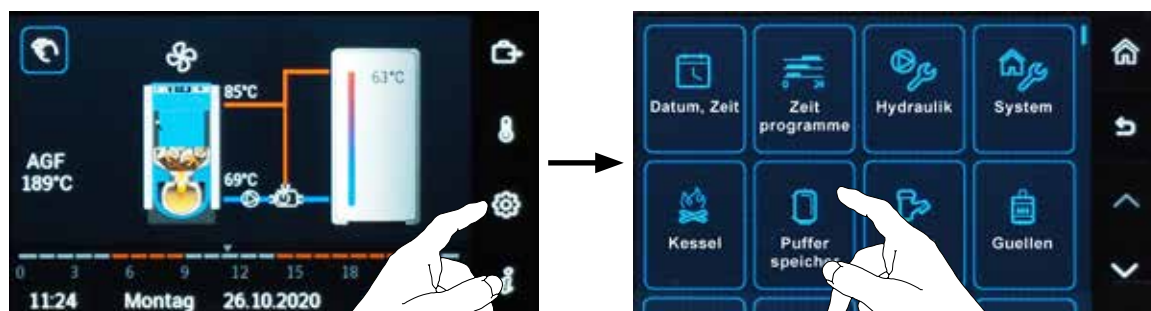 85°C
63°C
AGF
189°C
69°C
0 3 6 9 12 15 18
11:24 Montag 26.10.2020
Datum, Zeit
Zeit
programme
Hydraulik
System
Kessel
Puffer
speicher
Guellen